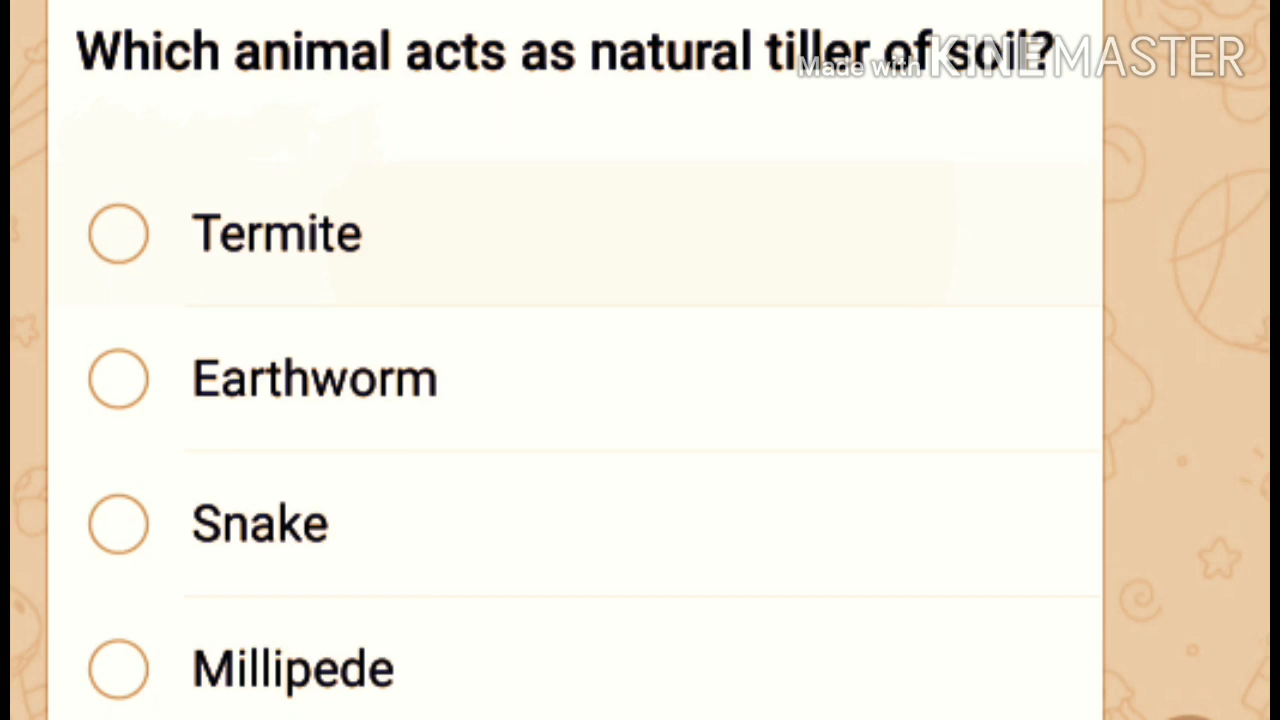 Which animal acts as natural tiller of soil?
Made with KINEMASTER
Termite
Earthworm
Snake
Millipede